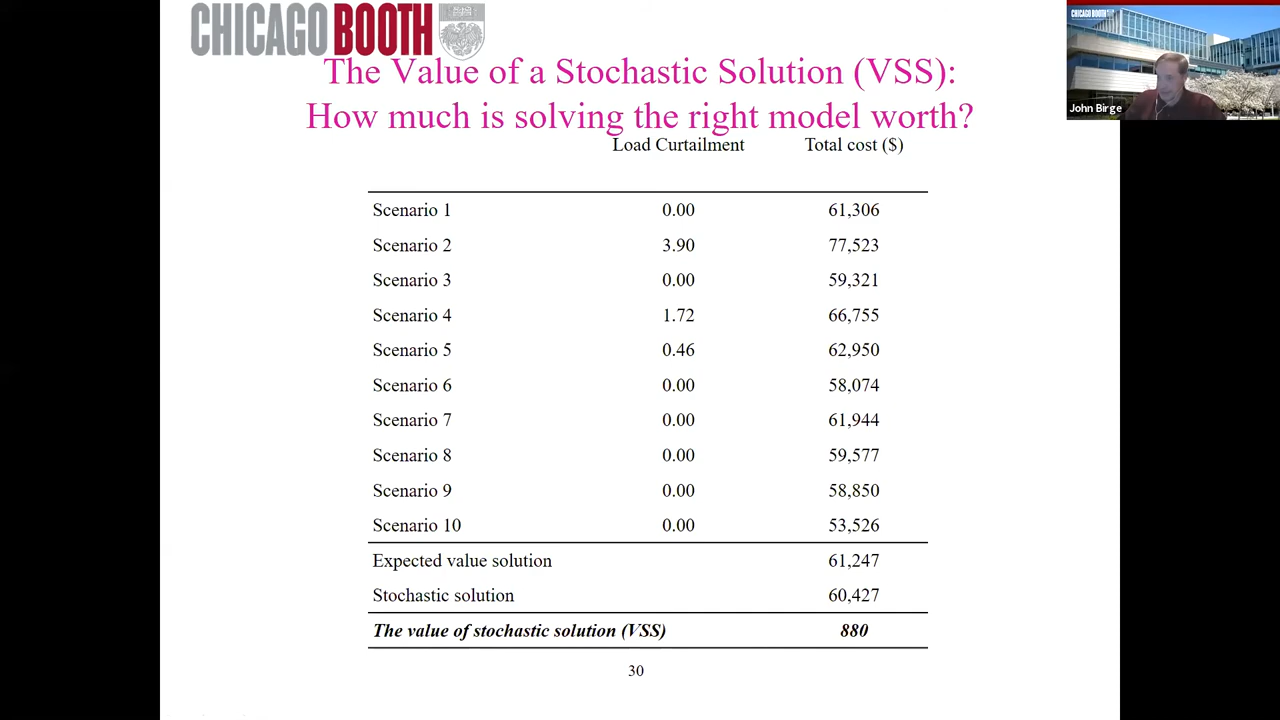 CHICAGO BOOTH
The Value of a Stochastic Solution (VSS):
How much is solving the right model worth?
John Birge
Load Curtailment Total cost ($)
Scenario 1 0.00 61,306
Scenario 2 3.90 77,523
Scenario 3 0.00 59,321
Scenario 4 1.72 66,755
Scenario 5 0.46 62,950
Scenario 6 0.00 58,074
Scenario 7 0.00 61,944
Scenario 8 0.00 59,577
Scenario 9 0.00 58,850
Scenario 10 0.00 53,526
Expected value solution 61,247
Stochastic solution 60,427
The value of stochastic solution (VSS) 880
30
CHICAGO BOOTH